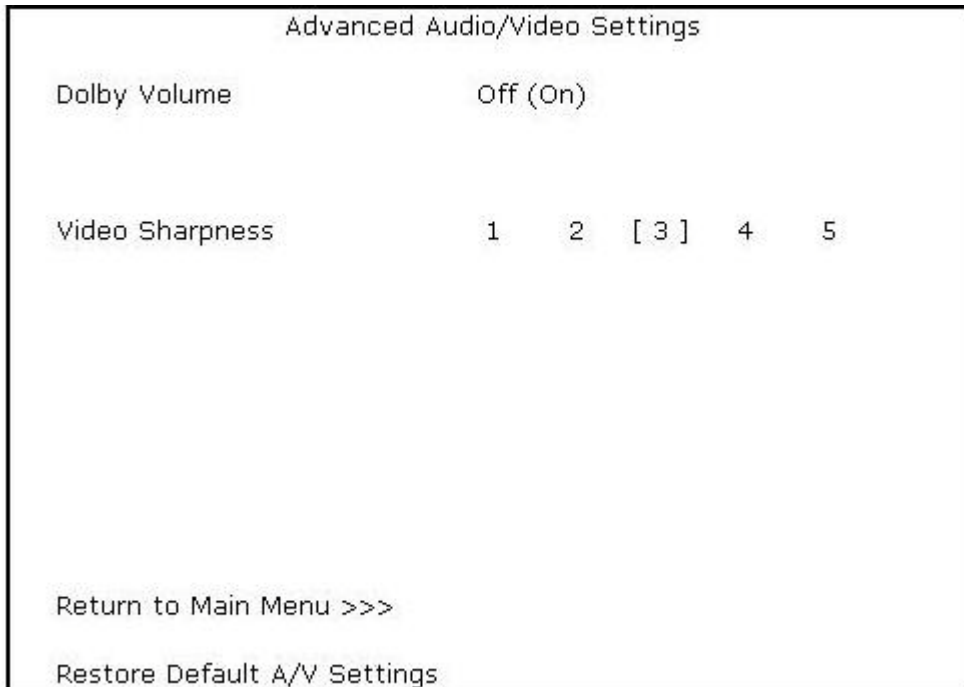 Advanced Audio/Video Settings
Dolby Volume Off (On)
Video Sharpness 1 2 [ 3 ] 4 5
Return to Main Menu >>>
Restore Default A/V Settings